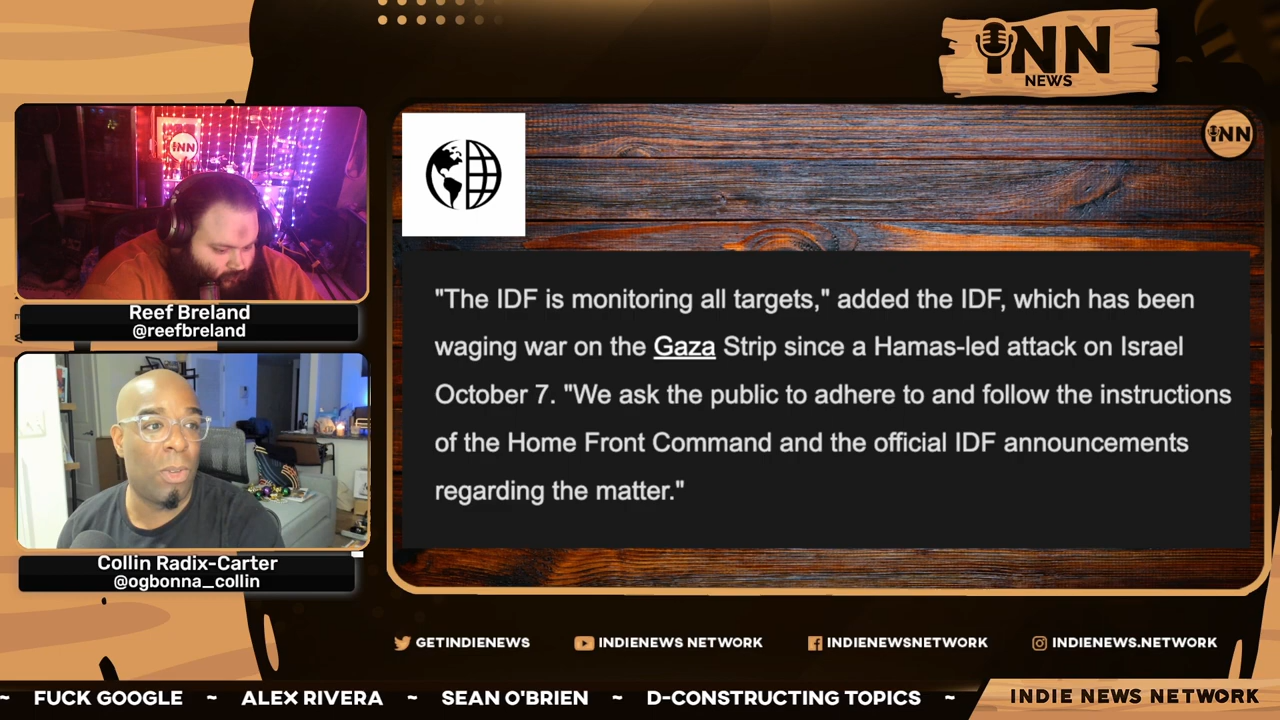 INN
NEWS
INN
INN
Reef Breland
@reefbreland
Collin Radix-Carter
@ogbonna_collin
"The IDF is monitoring all targets," added the IDF, which has been
waging war on the Gaza Strip since a Hamas-led attack on Israel
October 7. "We ask the public to adhere to and follow the instructions
of the Home Front Command and the official IDF announcements
regarding the matter."
GETINDIENEWS
INDIENEWS NETWORK
INDIENEWSNETWORK
INDIENEWS.NETWORK
~ FUCK GOOGLE ~ ALEX RIVERA ~ SEAN O'BRIEN ~ D-CONSTRUCTING TOPICS ~
INDIE NEWS NETWORK